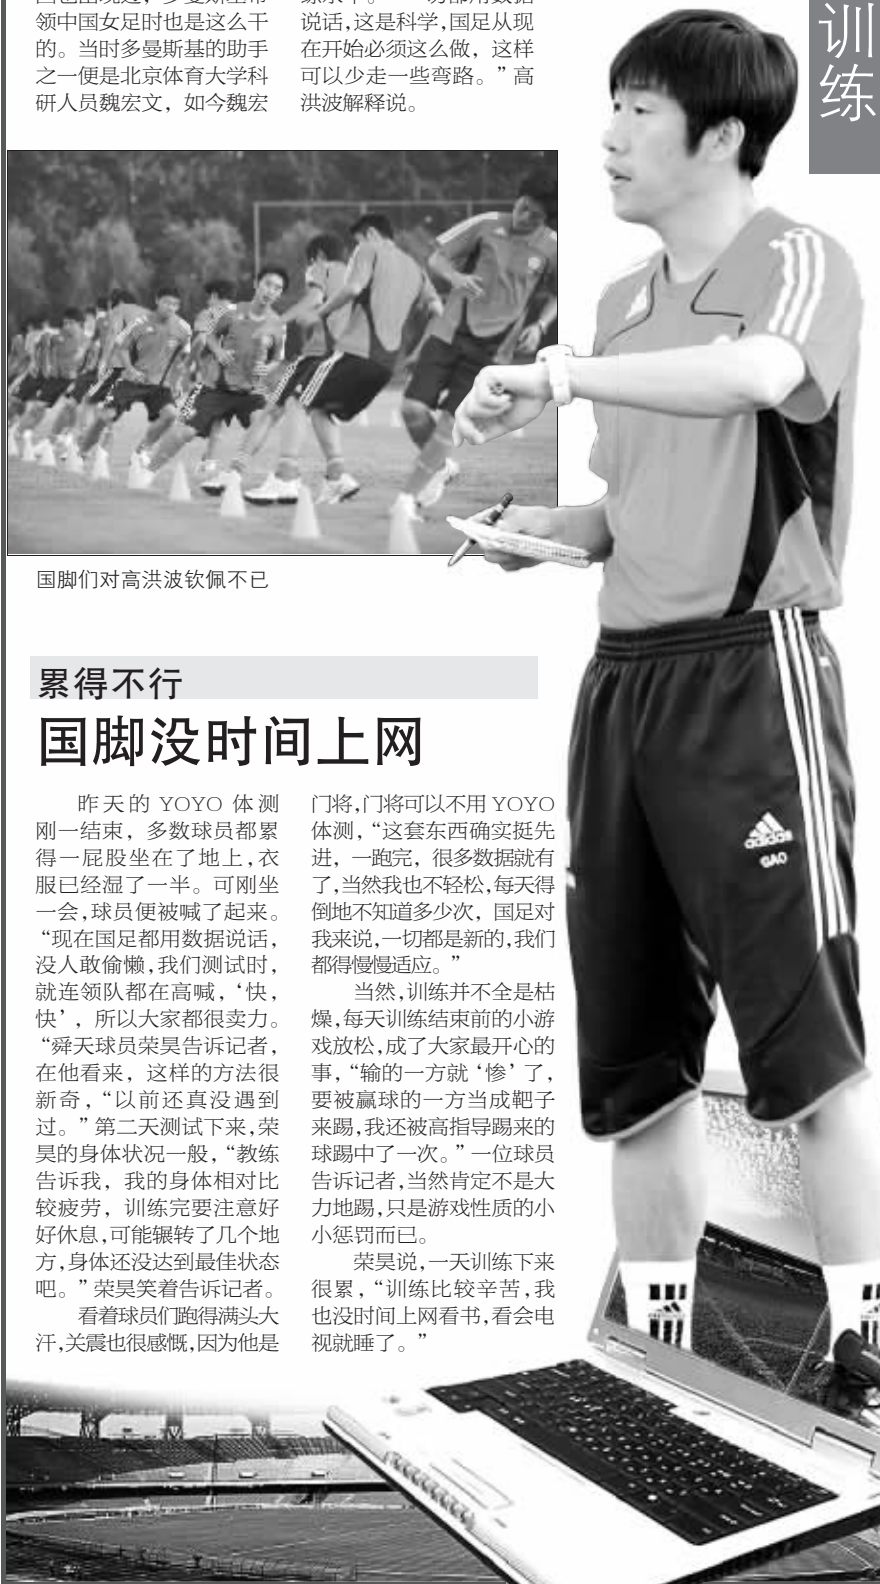 领中国女足时也是这么干
的。当时多曼斯基的助手
之一便是北京体育大学科
研人员魏宏文，如今魏宏
说话，这是科学，国足从现
在开始必须这么做，这样
可以少走一些弯路。”高
洪波解释说。
训
练
国脚们对高洪波钦佩不已
累得不行
国脚没时间上网
昨天的 YOYO 体测
刚一结束，多数球员都累
得一屁股坐在了地上，衣
服已经湿了一半。可刚坐
一会，球员便被喊了起来。
“现在国足都用数据说话，
没人敢偷懒，我们测试时，
就连领队都在高喊，‘快，
快’，所以大家都很卖力。
“舜天球员荣昊告诉记者，
在他看来，这样的方法很
新奇，“以前还真没遇到
过。”第二天测试下来，荣
昊的身体状况一般，“教练
告诉我，我的身体相对比
较疲劳，训练完要注意好
好休息，可能辗转了几个地
方，身体还没达到最佳状态
吧。”荣昊笑着告诉记者。
看着球员们跑得满头大
汗，关震也很感慨，因为他是
门将，门将可以不用 YOYO
体测，“这套东西确实挺先
进，一跑完，很多数据就有
了，当然我也不轻松，每天得
倒地不知道多少次，国足对
我来说，一切都是新的，我们
都得慢慢适应。”
当然，训练并不全是枯
燥，每天训练结束前的小游
戏放松，成了大家最开心的
事，“输的一方就‘惨’了，
要被赢球的一方当成靶子
来踢，我还被高指导踢来的
球踢中了一次。”一位球员
告诉记者，当然肯定不是大
力地踢，只是游戏性质的小
小惩罚而已。
荣昊说，一天训练下来
很累，“训练比较辛苦，我
也没时间上网看书，看会电
视就睡了。”
adidas
GAO